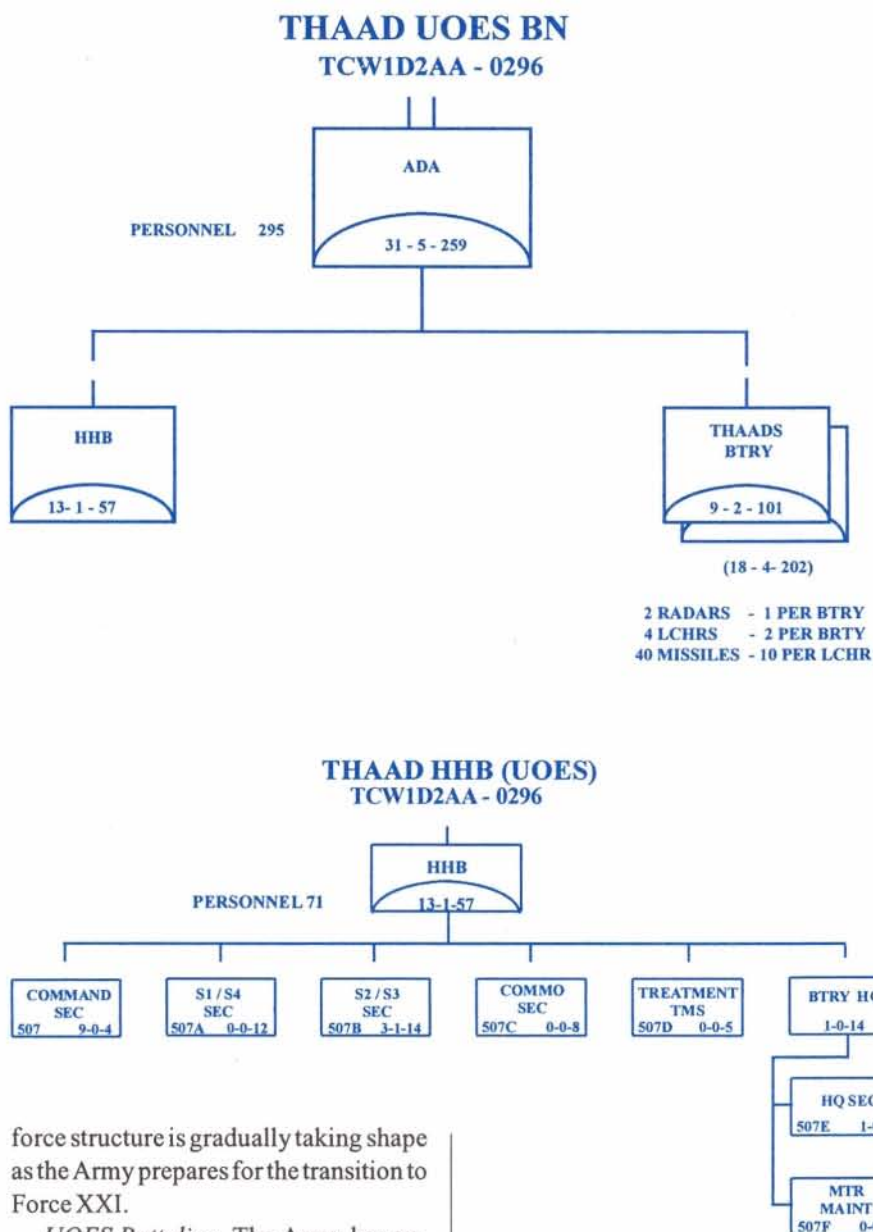 THAAD UOES BN
TCW1D2AA - 0296
ADA
PERSONNEL 295
31 - 5 - 259
HHB
13- 1 - 57
THAADS
BTRY
9 - 2 - 101
(18 - 4- 202)
2 RADARS - 1 PER BTRY
4 LCHRS - 2 PER BRTY
40 MISSILES - 10 PER LCHR
THAAD HHB (UOES)
TCW1D2AA - 0296
HHB
PERSONNEL 71
13-1-57
COMMAND
SEC
507 9-0-4
S1 / S4
SEC
507A 0-0-12
S2 / S3
SEC
507B 3-1-14
COMMO
SEC
507C 0-0-8
TREATMENT
TMS
507D 0-0-5
BTRY
1-0-14
HQ
507E
MTR
507F
force structure is gradually taking shape
as the Army prepares for the transition to
Force XXI.